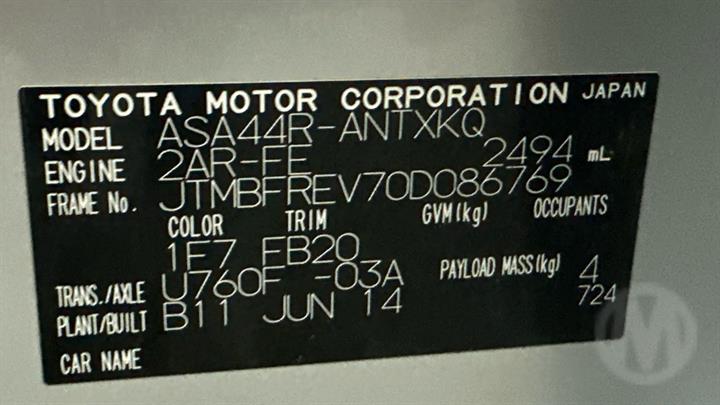 TOYOTA MOTOR CORPORATION JAPAN
MODEL ASA44R-ANTXKQ
ENGINE 2AR-FE 2494 mL
FRAME No. JTMBFREV70D086769
COLOR TRIM GVM(kg) OCCUPANTS
1F7 FB20
TRANS./AXLE U760F -03A PAYLOAD MASS(kg) 4
PLANT/BUILT B11 JUN 14 724
CAR NAME
M